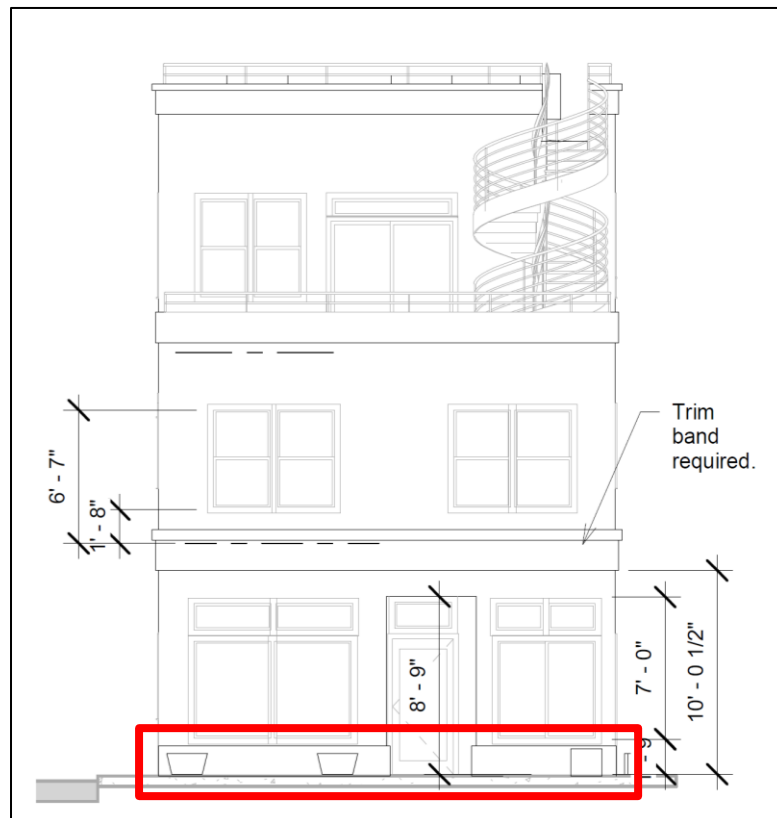 Trim
band
required.
6' - 7"
1' - 8"
8' - 9"
7' - 0"
10' - 0 1/2"